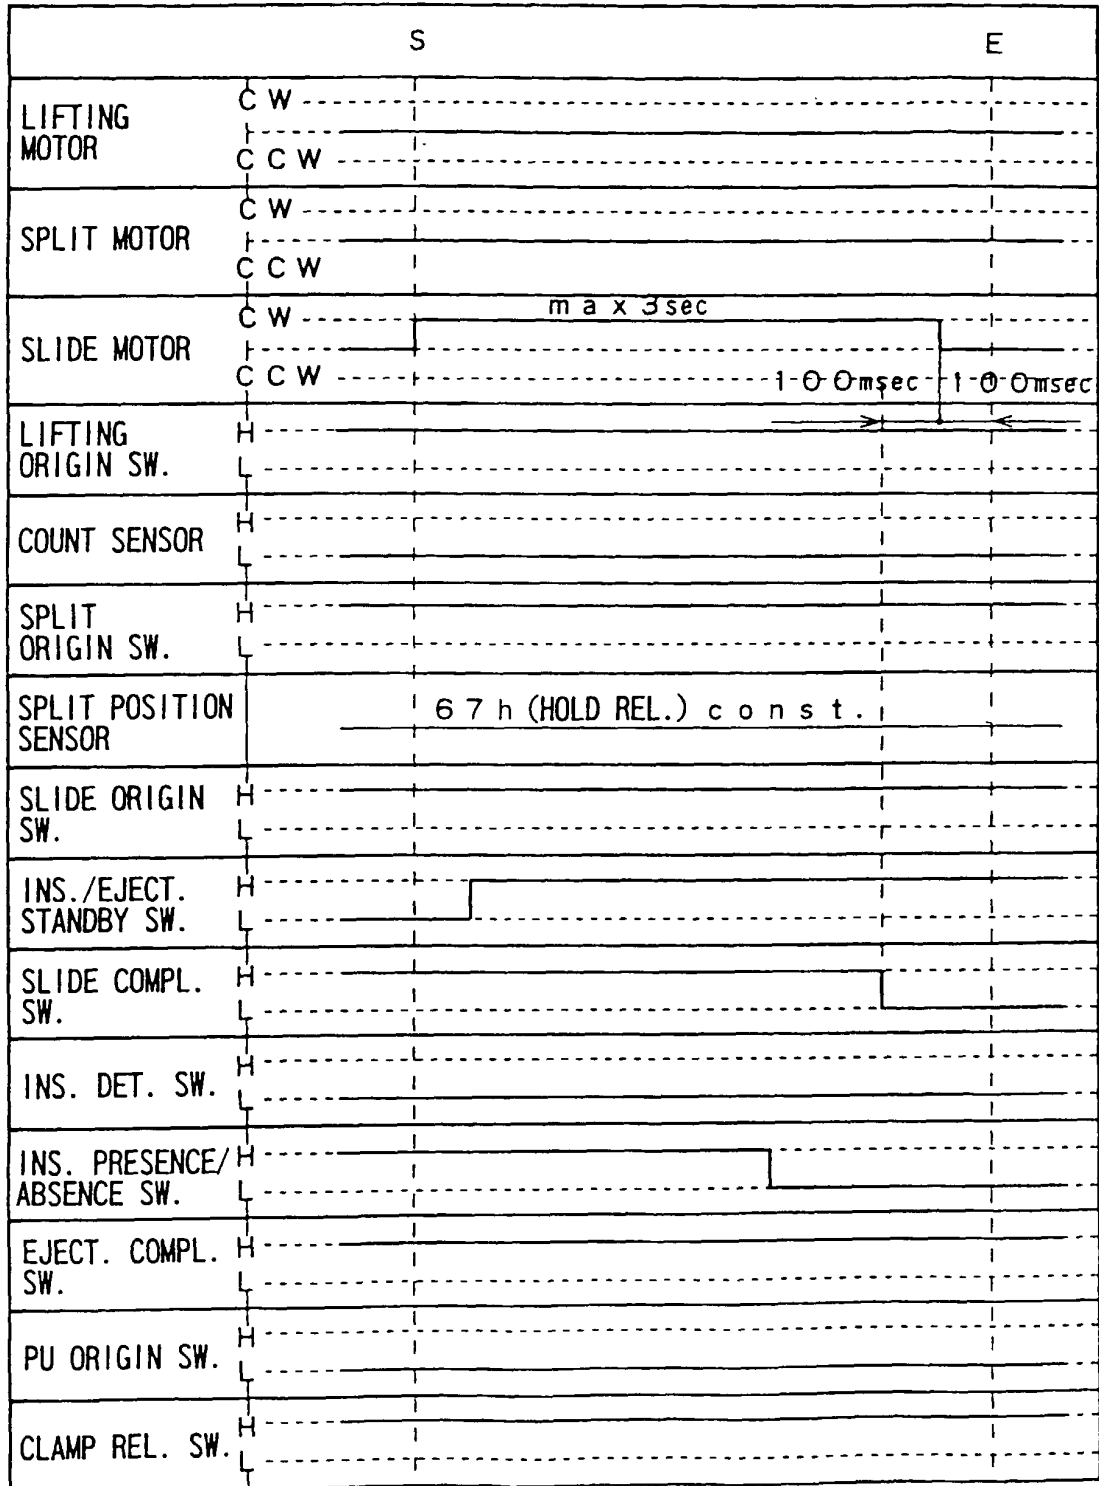 S E
LIFTING MOTOR CW
CCW
SPLIT MOTOR CW
CCW
max 3sec
SLIDE MOTOR CW
CCW 100msec 100msec
LIFTING ORIGIN SW. H
L
COUNT SENSOR H
L
SPLIT ORIGIN SW. H
L
SPLIT POSITION SENSOR 67h (HOLD REL.) const.
SLIDE ORIGIN SW. H
L
INS./EJECT. STANDBY SW. H
L
SLIDE COMPL. SW. H
L
INS. DET. SW. H
L
INS. PRESENCE/ ABSENCE SW. H
L
EJECT. COMPL. SW. H
L
PU ORIGIN SW. H
L
CLAMP REL. SW. H
L